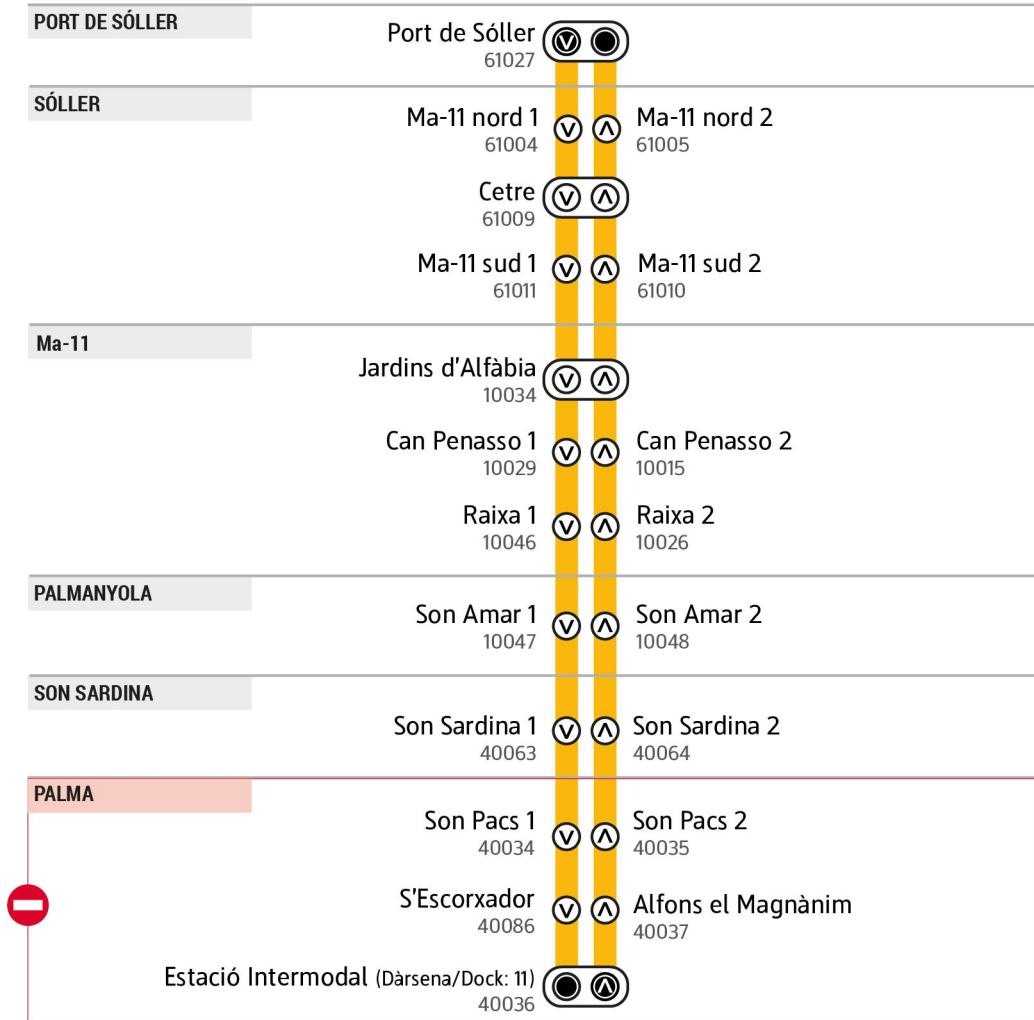 PORT DE SÓLLER
Port de Sóller
61027
SÓLLER
Ma-11 nord 1
61004
Ma-11 nord 2
61005
Cetre
61009
Ma-11 sud 1
61011
Ma-11 sud 2
61010
Ma-11
Jardins d'Alfàbia
10034
Can Penasso 1
10029
Can Penasso 2
10015
Raixa 1
10046
Raixa 2
10026
PALMANYOLA
Son Amar 1
10047
Son Amar 2
10048
SON SARDINA
Son Sardina 1
40063
Son Sardina 2
40064
PALMA
Son Pacs 1
40034
Son Pacs 2
40035
S'Escorxador
40086
Alfons el Magnànim
40037
Estació Intermodal (Dàrsena/Dock: 11)
40036